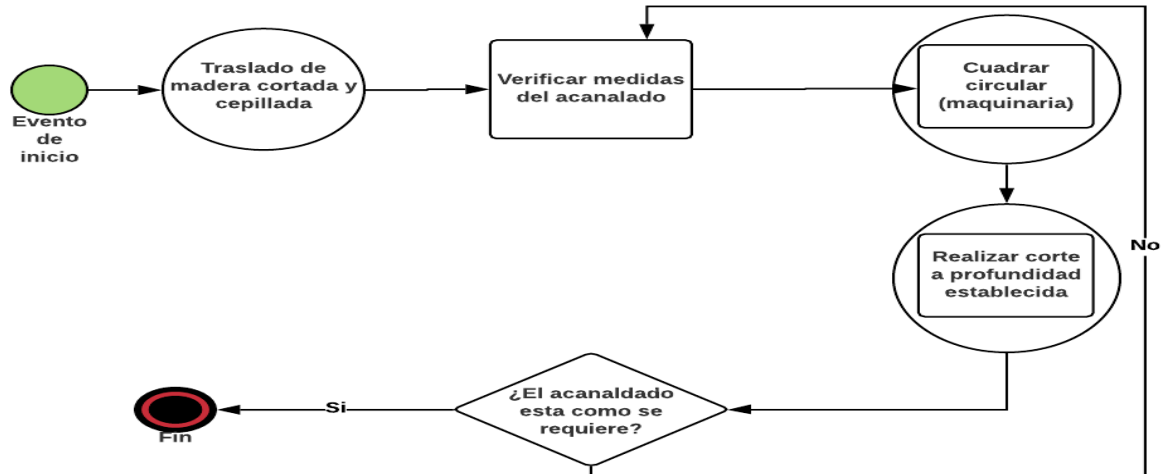 Evento
de
inicio
Traslado de
madera cortada y
cepillada
Verificar medidas
del acanalado
Cuadrar
circular
(maquinaria)
Realizar corte
a profundidad
establecida
No
¿El acanaldado
esta como se
requiere?
Si
Fin